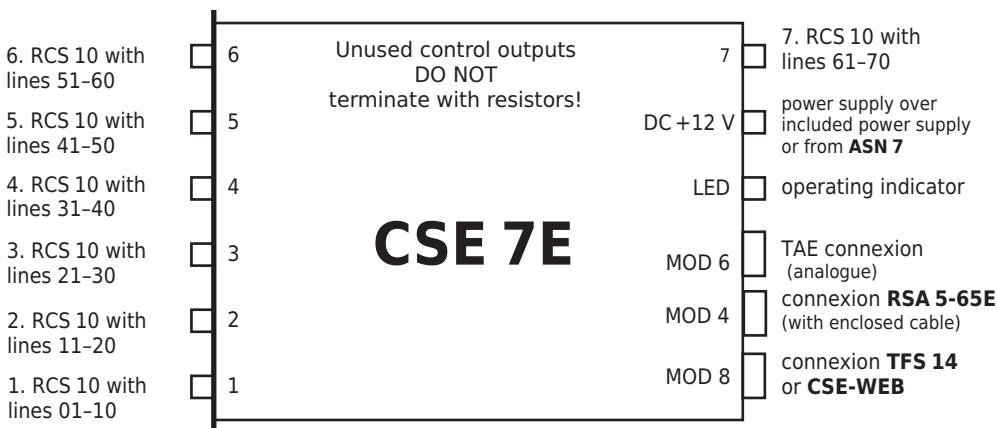 6. RCS 10 with
lines 51–60
5. RCS 10 with
lines 41–50
4. RCS 10 with
lines 31–40
3. RCS 10 with
lines 21–30
2. RCS 10 with
lines 11–20
1. RCS 10 with
lines 01–10
6
5
4
3
2
1
Unused control outputs
DO NOT
terminate with resistors!
CSE 7E
7
DC +12 V
LED
MOD 6
MOD 4
MOD 8
7. RCS 10 with
lines 61–70
power supply over
included power supply
or from ASN 7
operating indicator
TAE connexion
(analogue)
connexion RSA 5-65E
(with enclosed cable)
connexion TFS 14
or CSE-WEB